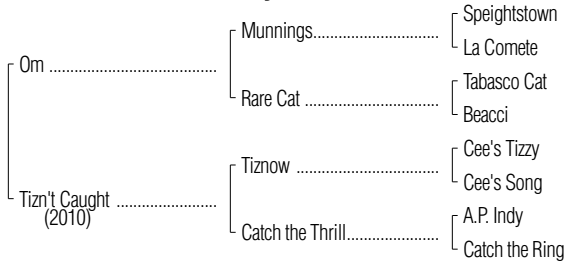 Speightstown
Munnings
La Comete
Om
Tabasco Cat
Rare Cat
Beacci
Cee's Tizzy
Tiznow
Cee's Song
Tizn't Caught
(2010)
A.P. Indy
Catch the Thrill
Catch the Ring